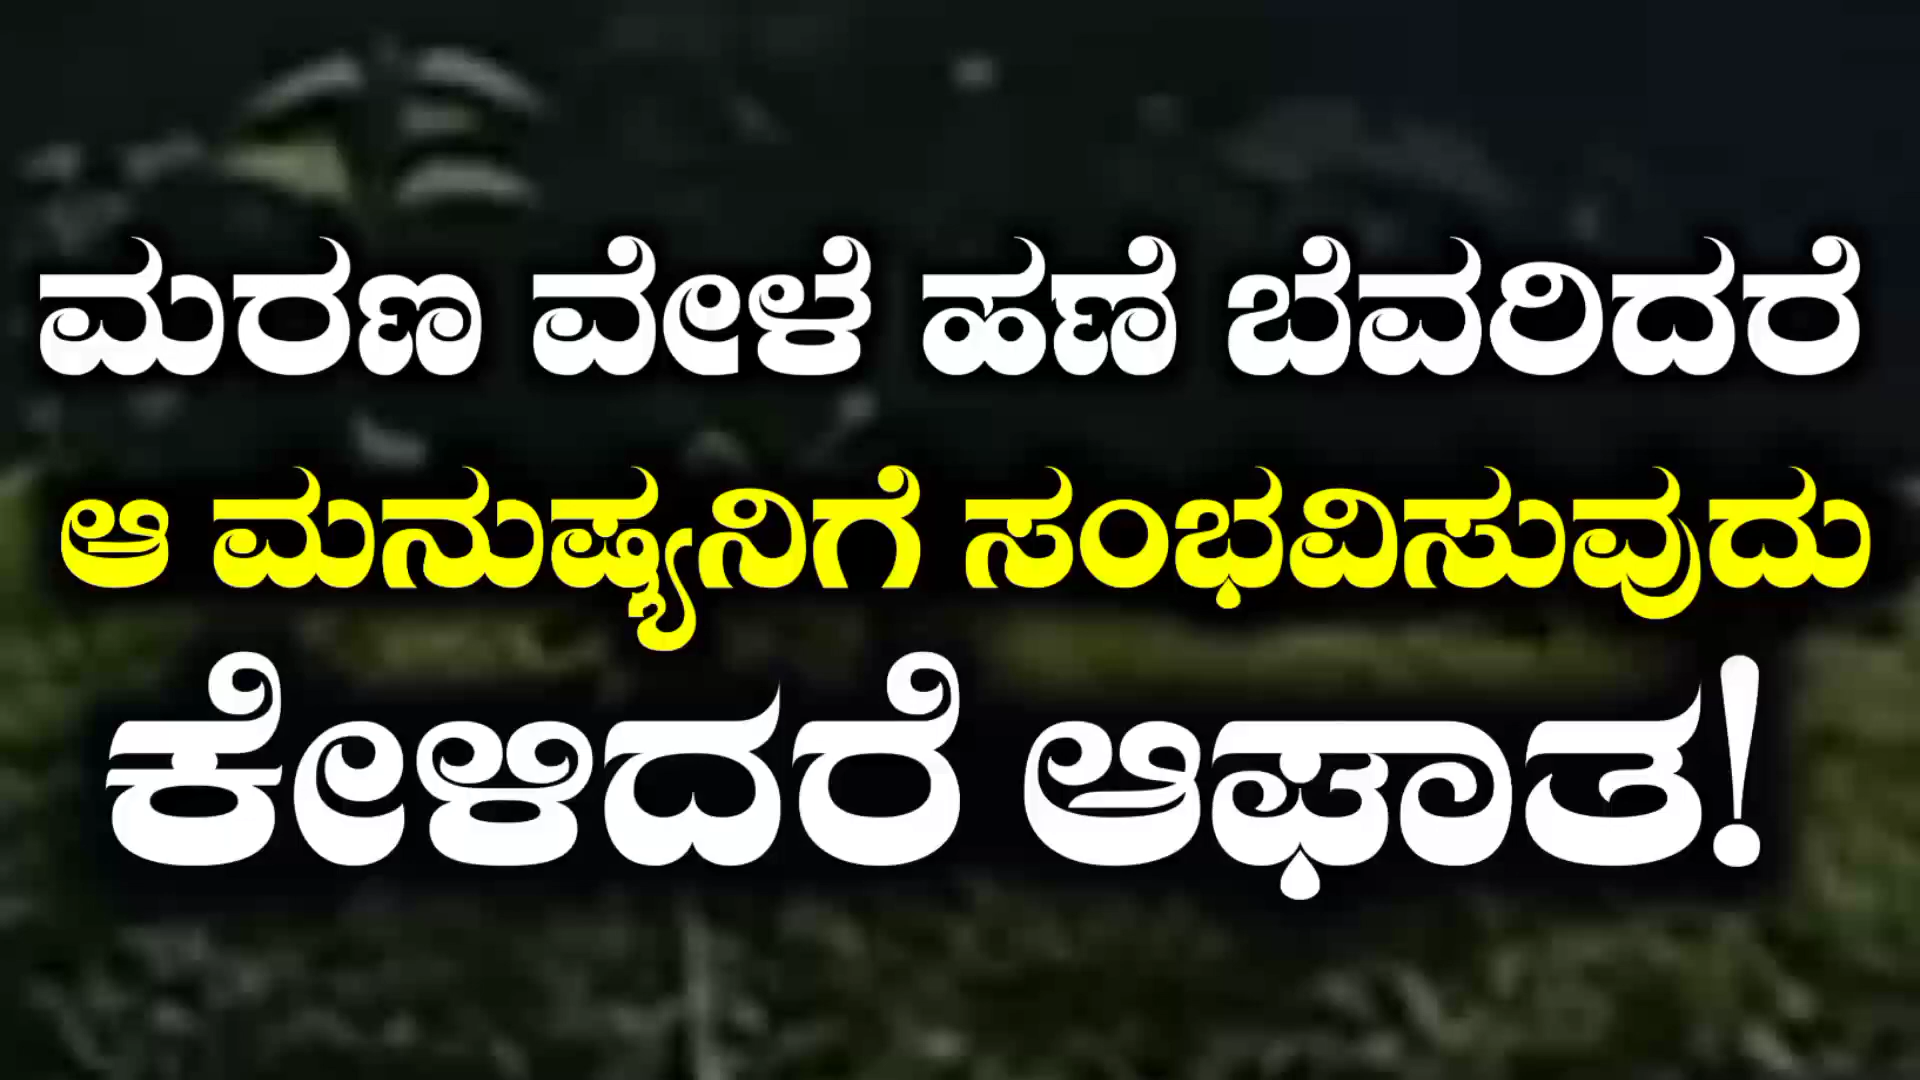 ಮರಣ ವೇಳೆ ಹಣೆ ಬೆವರಿದರೆ
ಆ ಮನುಷ್ಯನಿಗೆ ಸಂಭವಿಸುವುದು
ಕೇಳಿದರೆ ಆಘಾತ!